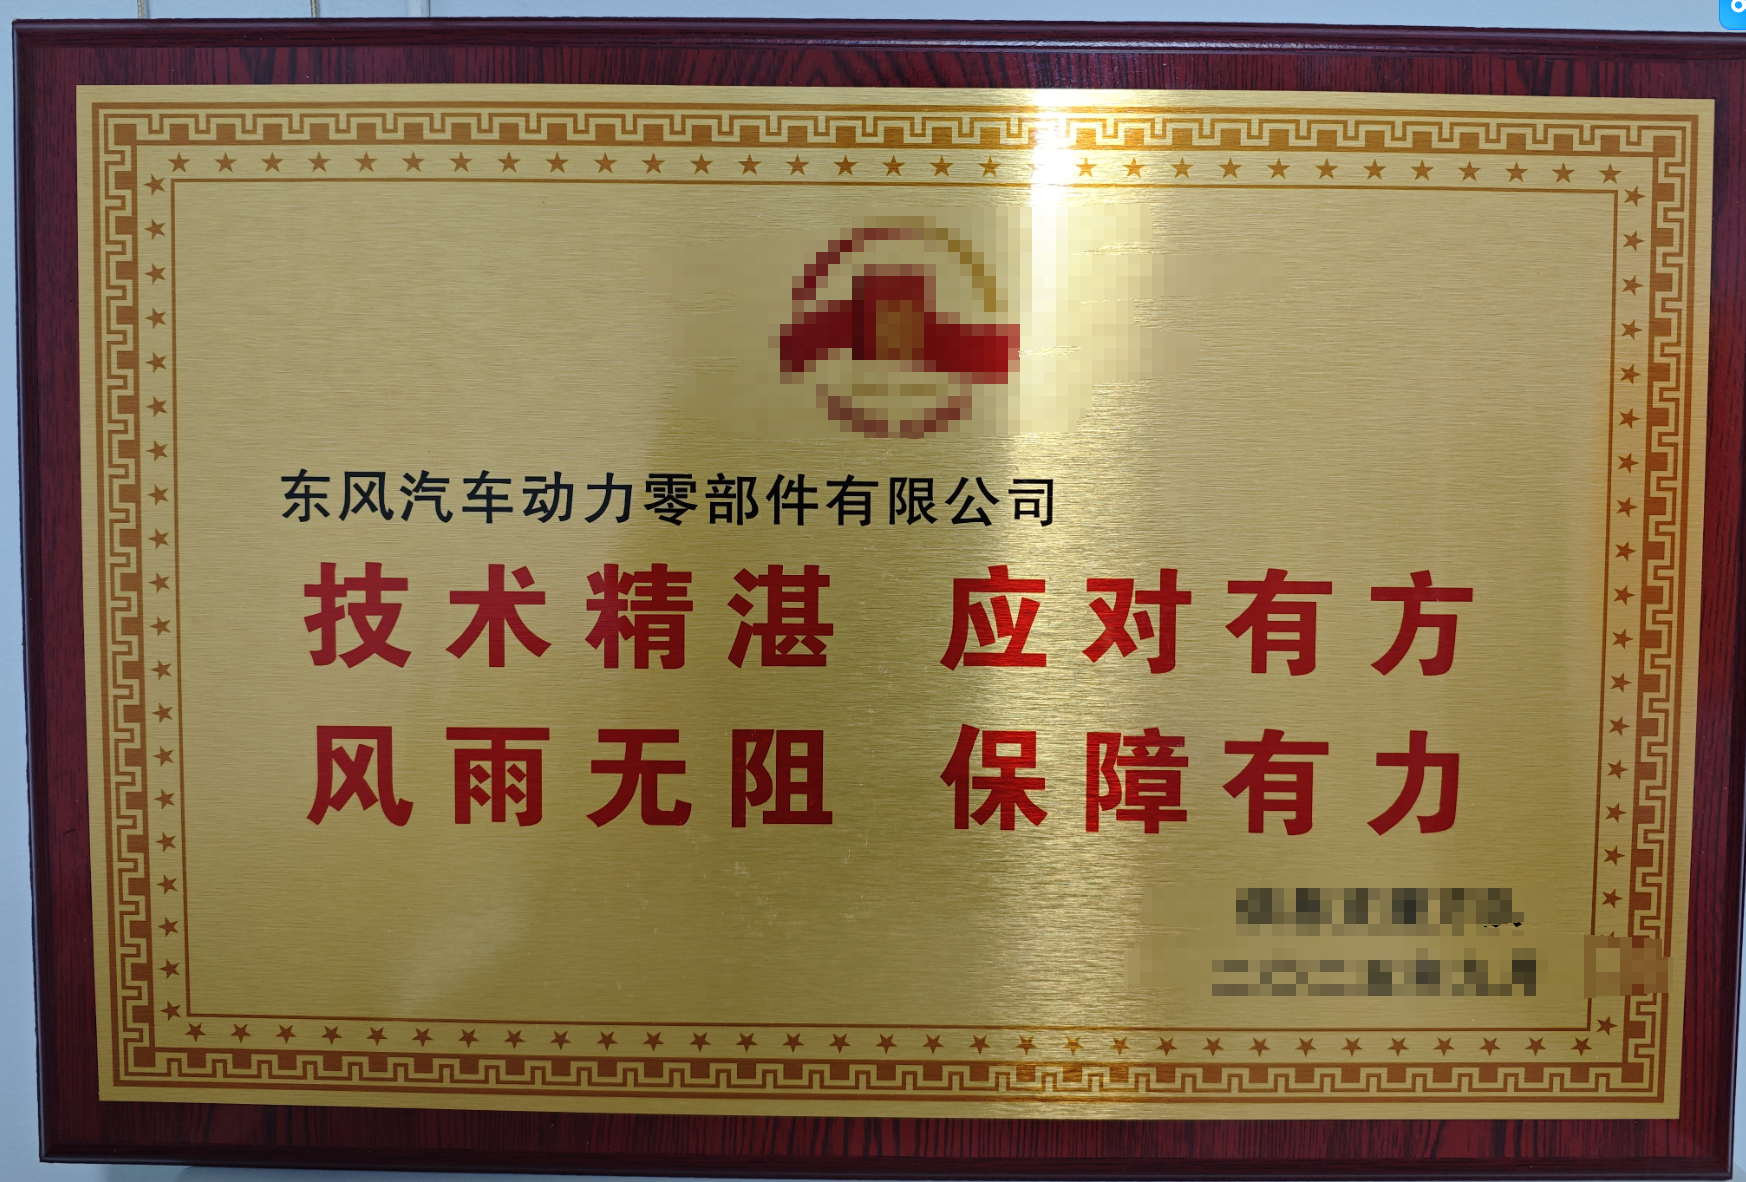 东风汽车动力零部件有限公司
技术精湛 应对有方
风雨无阻 保障有力